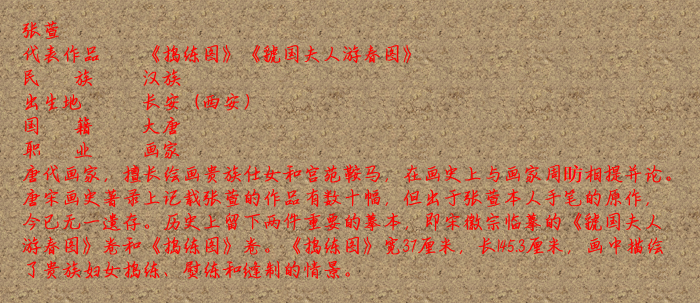 张萱
代表作品 《捣练图》《虢国夫人游春图》
民 族 汉族
出生地 长安（西安）
国 籍 大唐
职 业 画家
唐代画家，擅长绘画贵族仕女和宫苑鞍马，在画史上与画家周昉相提并论。
唐宋画史著录上记载张萱的作品有数十幅，但出于张萱本人手笔的原作，
今已无一遗存。历史上留下两件重要的摹本，即宋徽宗临摹的《虢国夫人
游春图》卷和《捣练图》卷。《捣练图》宽37厘米，长145.3厘米，画中描绘
了贵族妇女捣练、熨练和缝制的情景。